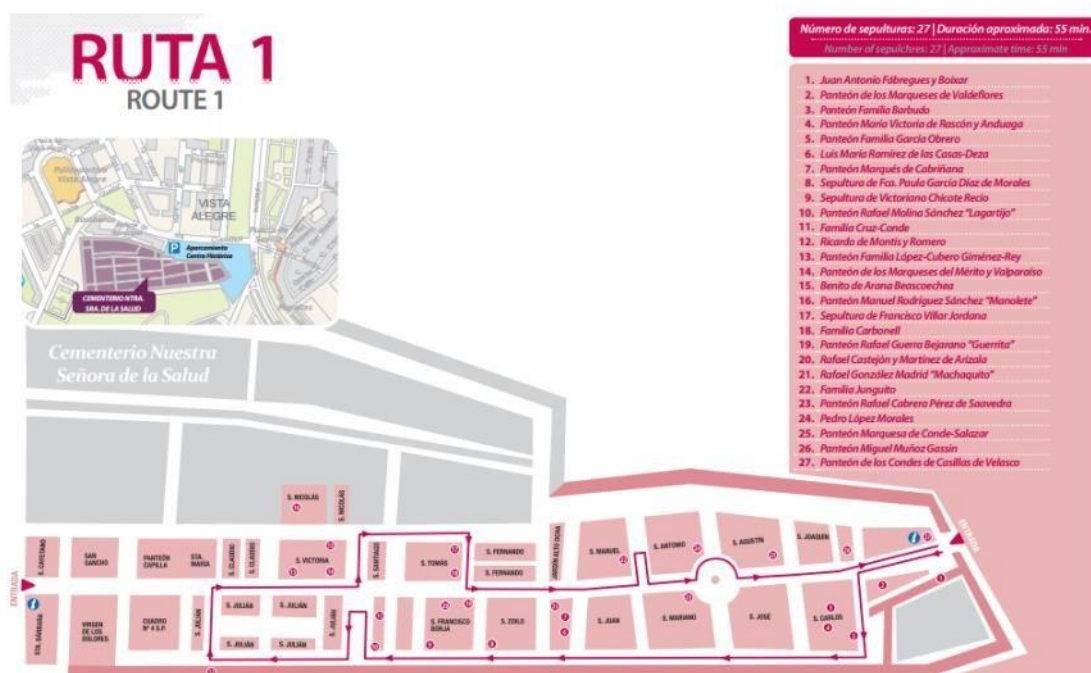 RUTA 1
ROUTE 1
Número de sepulturas: 27 | Duración aproximada: 55 min.
Number of sepulchres: 27 | Approximate time: 55 min
1. Juan Antonio Fábregues y Boixar
2. Panteón de los Marqueses de Valdeflores
3. Panteón Familia Barbudo
4. Panteón María Victoria de Rascón y Anduaga
5. Panteón Familia García Obrero
6. Luis María Ramírez de las Casas-Deza
7. Panteón Marqués de Cabriñana
8. Sepultura de Fca. Paula García Díaz de Morales
9. Sepultura de Victoriano Chicote Recio
10. Panteón Rafael Molina Sánchez "Lagartijo"
11. Familia Cruz-Conde
12. Ricardo de Montis y Romero
13. Panteón Familia López-Cubero Giménez-Rey
14. Panteón de los Marqueses del Mérito y Valparaíso
15. Benito de Arana Beascoechea
16. Panteón Manuel Rodríguez Sánchez "Manolete"
17. Sepultura de Francisco Villar Jordana
18. Familia Carbonell
19. Panteón Rafael Guerra Bejarano "Guerrita"
20. Rafael Castejón y Martínez de Arizala
21. Rafael González Madrid "Machaquito"
22. Familia Junguito
23. Panteón Rafael Cabrera Pérez de Saavedra
24. Pedro López Morales
25. Panteón Marquesa de Conde-Salazar
26. Panteón Miguel Muñoz Gassin
27. Panteón de los Condes de Casillas de Velasco
VISTA
ALEGRE
Vista Alegre
P
Aparcamiento
Centro Histórico
CEMENTERIO NTRA.
SRA. DE LA SALUD
Cementerio Nuestra
Señora de la Salud
S. NICOLÁS
S. NICOLÁS
ENTRADA
S. CAYETANO
SAN
SANCHO
PANTEÓN
CAPILLA
STA.
MARÍA
S. CLAUDIO
S. CLAUDIO
S. VICTORIA
S. SANTIAGO
S. TOMÁS
S. FERNANDO
S. FERNANDO
S. MANUEL
S. ANTONIO
S. AGUSTÍN
S. JOAQUÍN
ENTRADA
STA. BÁRBARA
VIRGEN
DE LOS
DOLORES
CUADRO
Nº 4 S.P.
S. JULIÁN
S. JULIÁN
S. JULIÁN
S. JULIÁN
S. JULIÁN
S. JULIÁN
S. FRANCISCO
BORJA
S. ZOILO
S. JUAN
S. MARIANO
S. JOSÉ
S. CARLOS